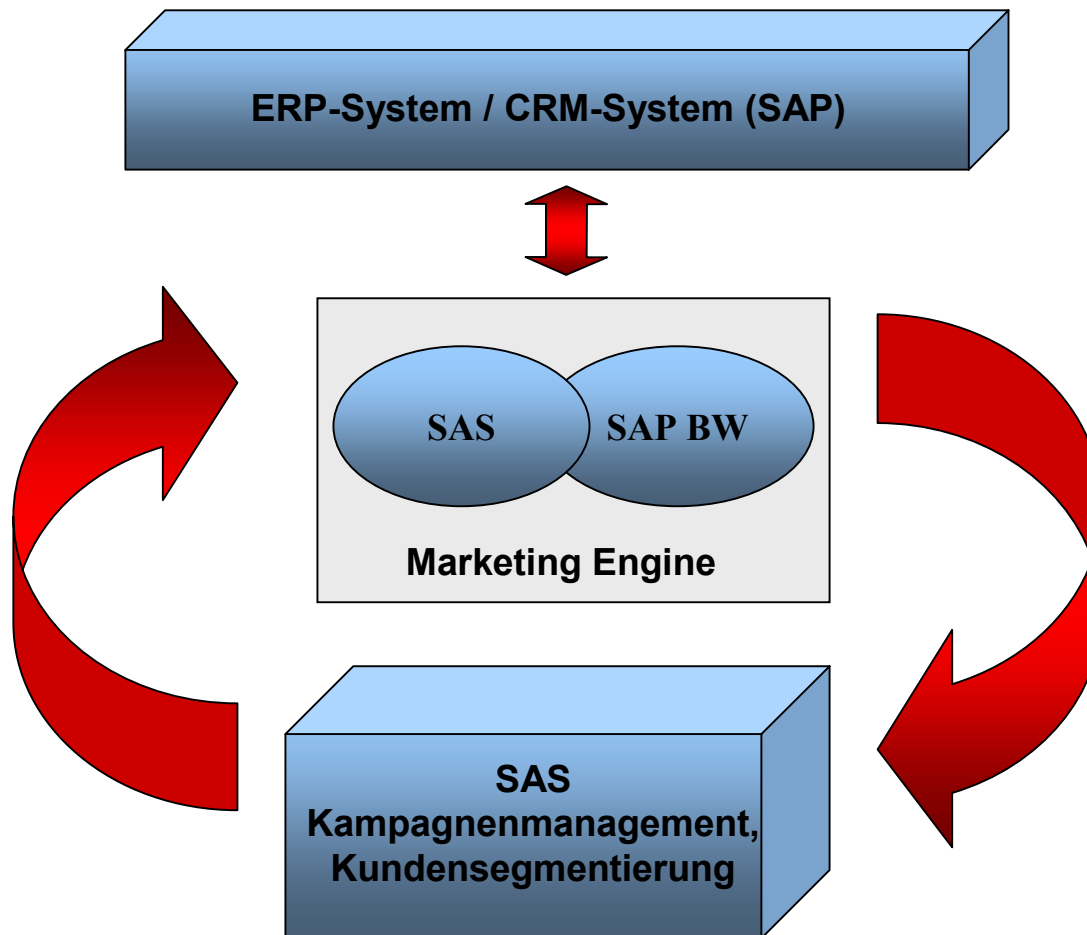 ERP-System / CRM-System (SAP)
SAS
SAP BW
Marketing Engine
SAS
Kampagnenmanagement,
Kundensegmentierung